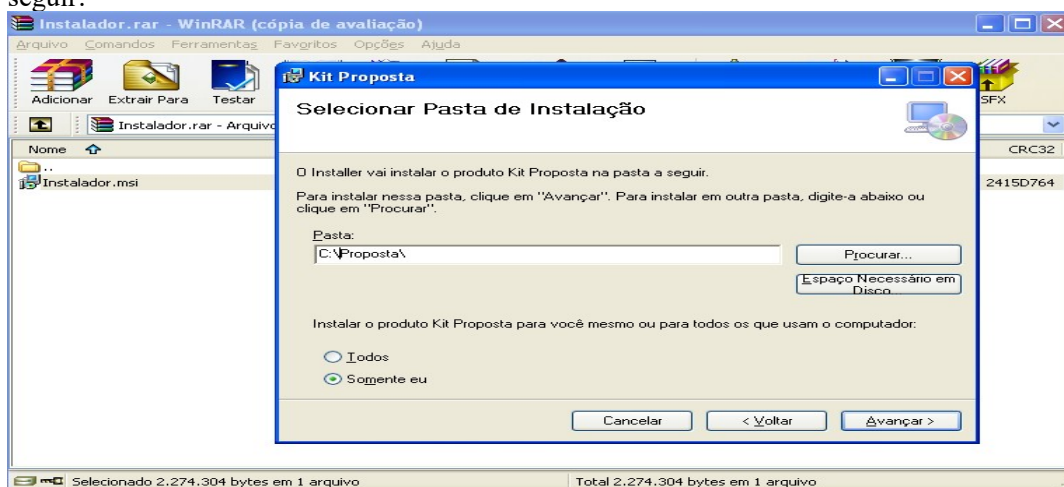 seguir:
Instalador.rar - WinRAR (cópia de avaliação)
Arquivo Comandos Ferramentas Favoritos Opções Ajuda
Adicionar Extrair Para Testar
SFX
Instalador.rar - Arquivo
Nome
CRC32
..
Instalador.msi
2415D764
Kit Proposta
Selecionar Pasta de Instalação
O Installer vai instalar o produto Kit Proposta na pasta a seguir.
Para instalar nessa pasta, clique em "Avançar". Para instalar em outra pasta, digite-a abaixo ou
clique em "Procurar".
Pasta:
C:\Proposta\
Procurar...
Espaço Necessário em
Disco...
Instalar o produto Kit Proposta para você mesmo ou para todos os que usam o computador:
Todos
Somente eu
Cancelar < Voltar Avançar >
Selecionado 2.274.304 bytes em 1 arquivo Total 2.274.304 bytes em 1 arquivo